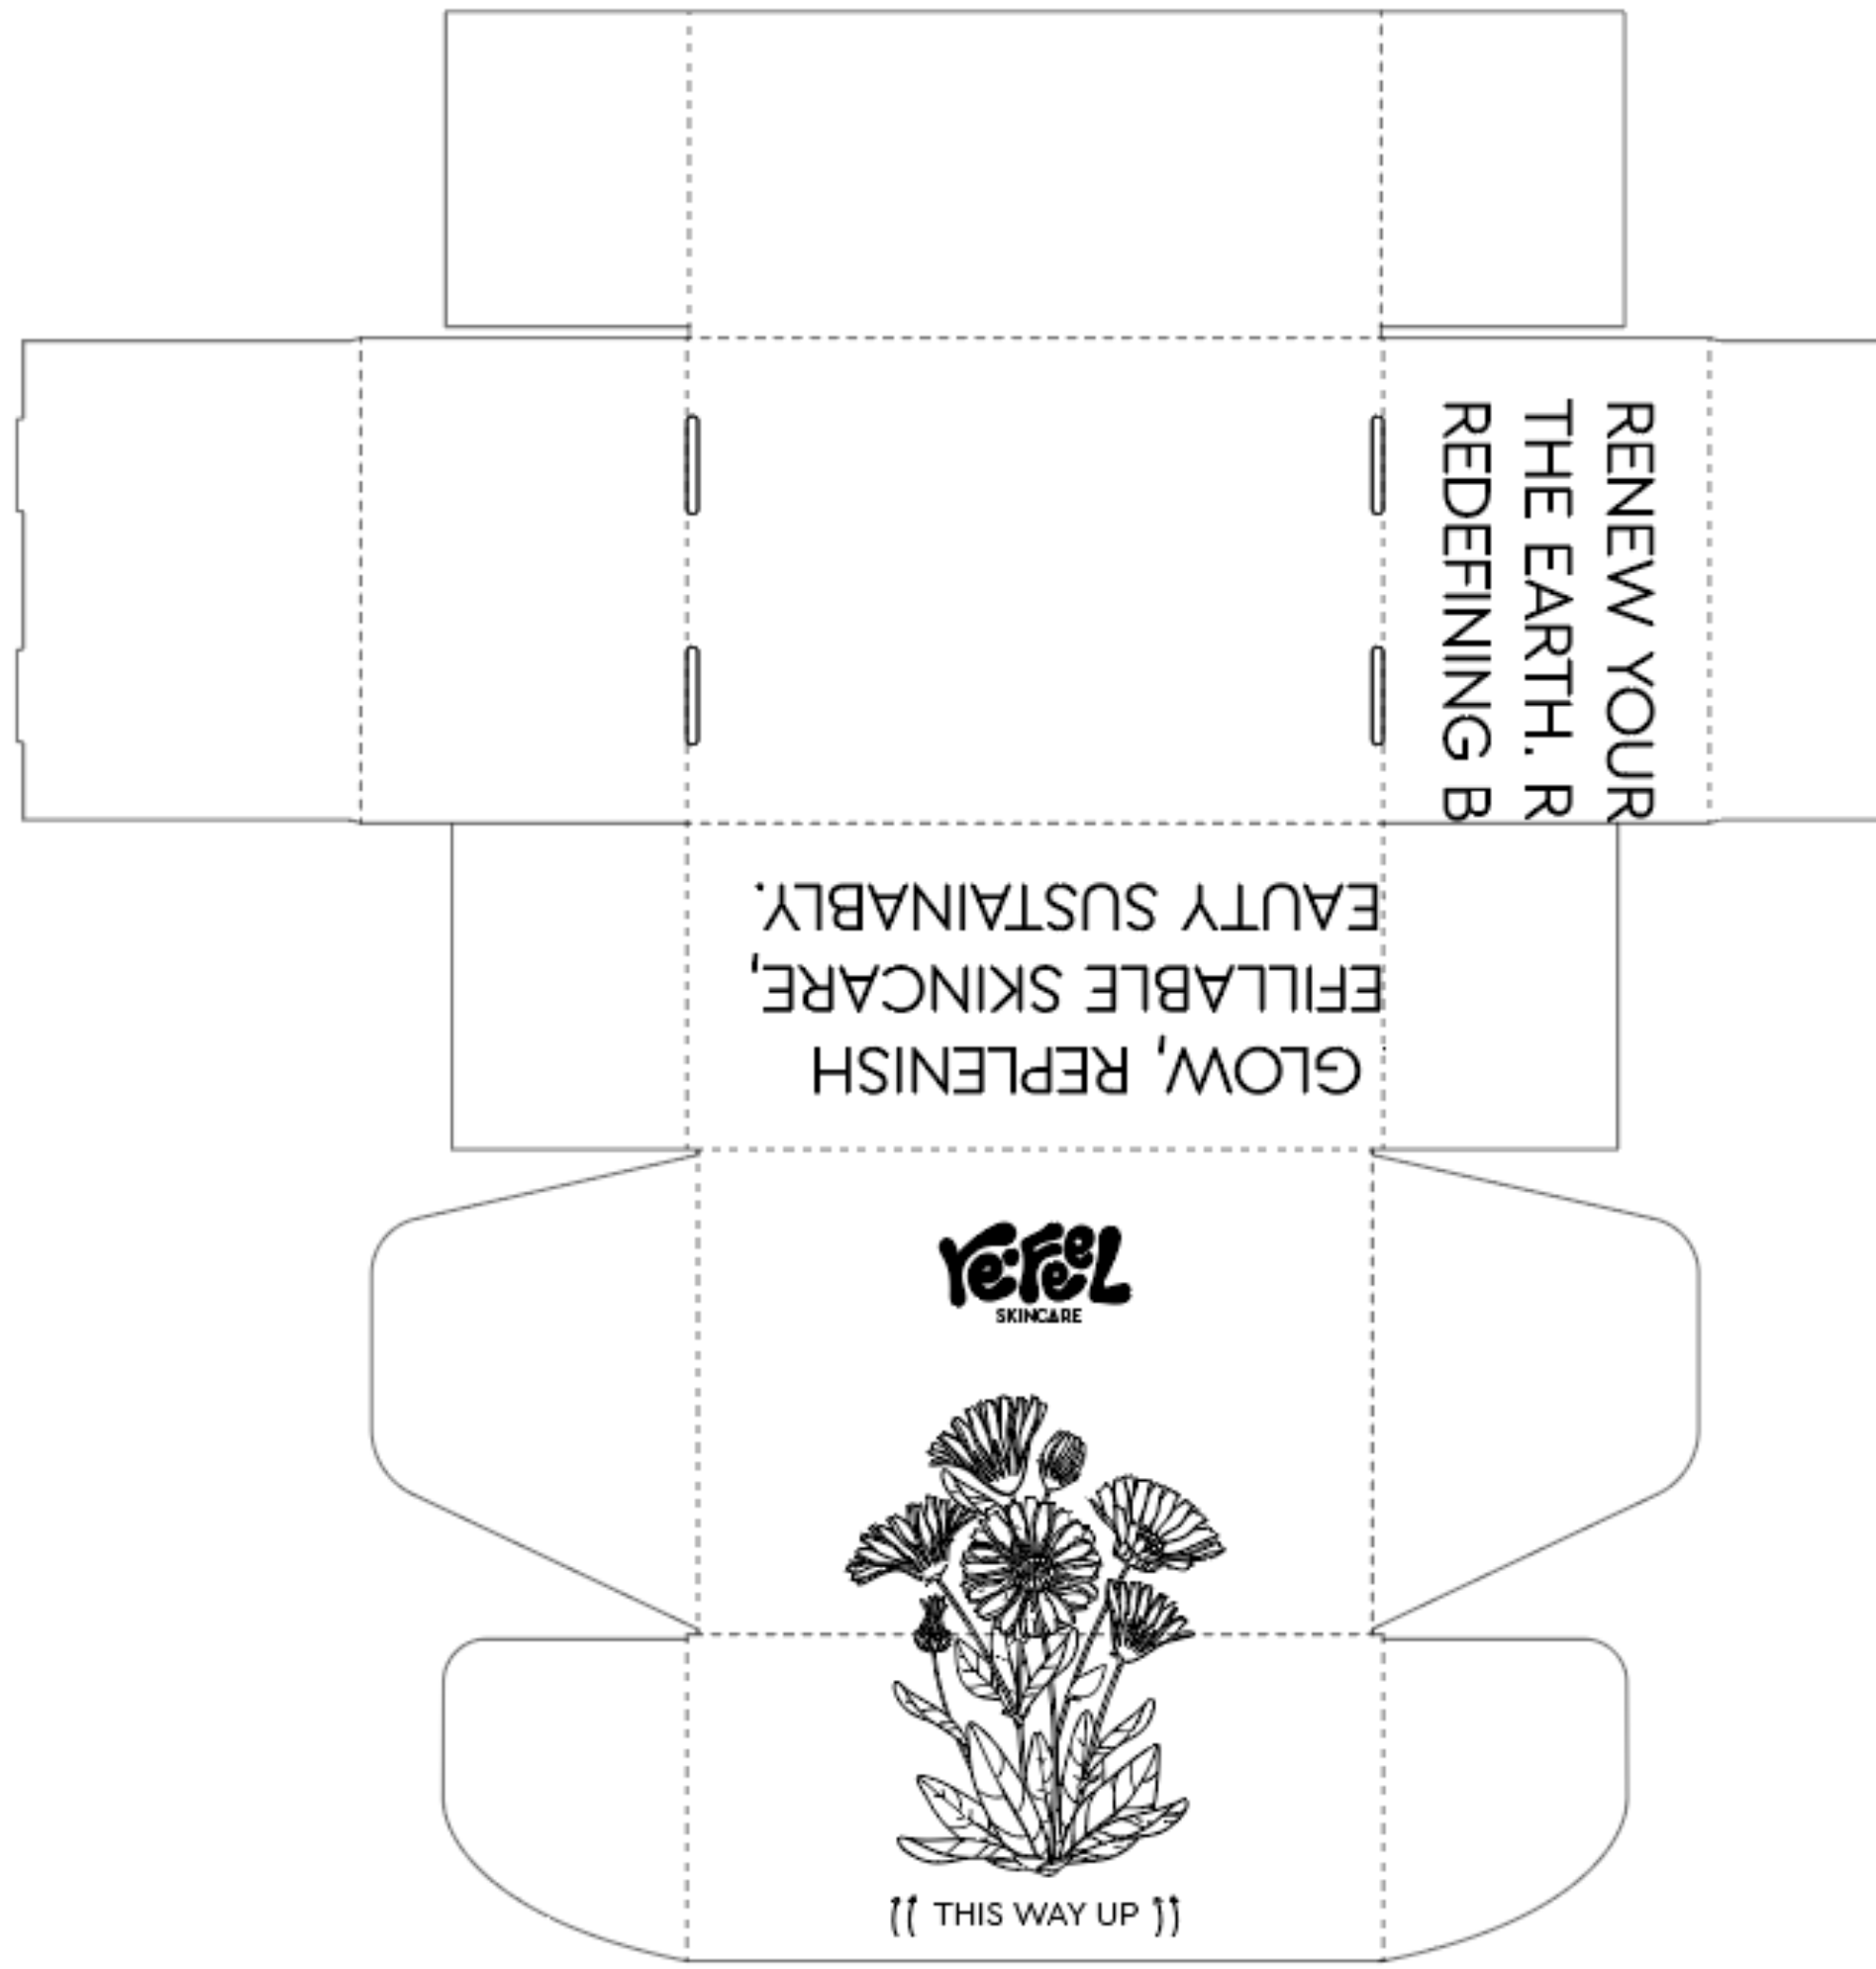 RENEW YOUR
THE EARTH. R
REDEFINING B
GLOW, REPLENISH
EFILLABLE SKINCARE,
EAUTY SUSTAINABLY.
re:FeeL
SKINCARE
THIS WAY UP